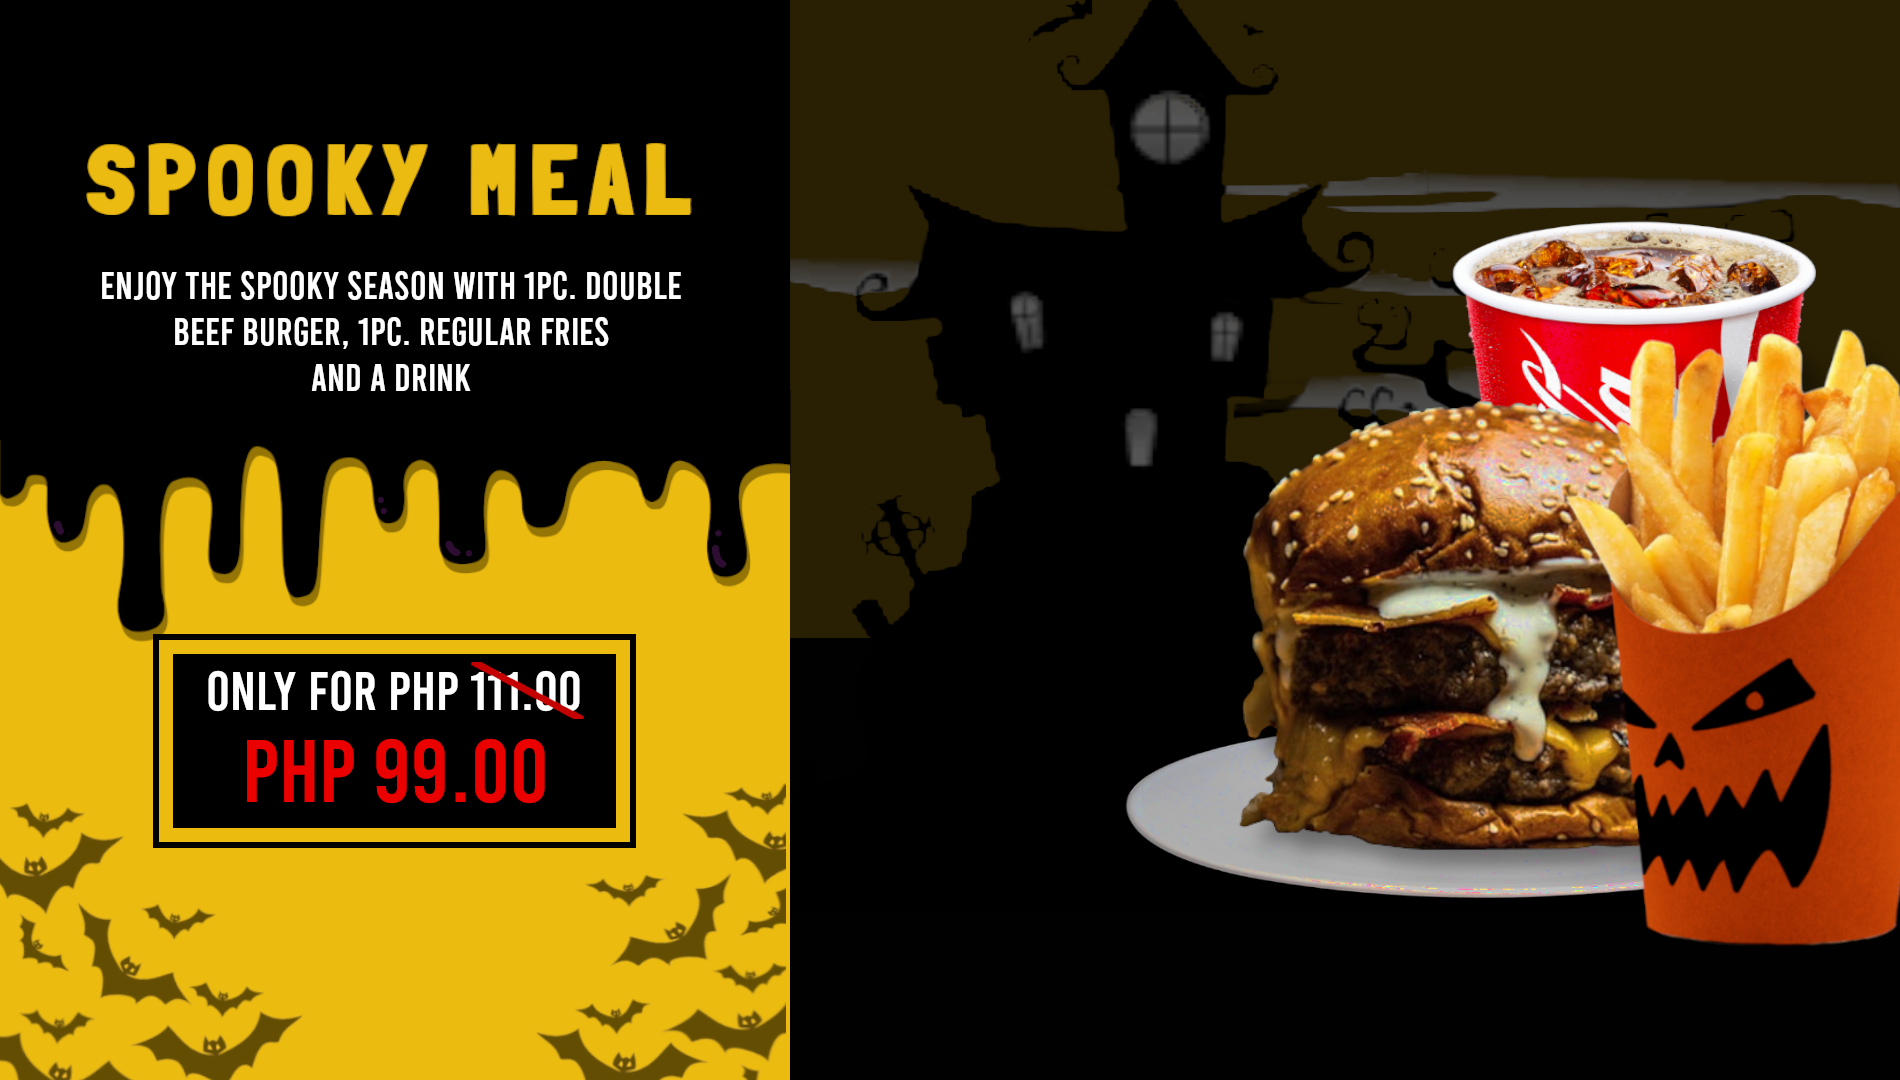 SPOOKY MEAL
ENJOY THE SPOOKY SEASON WITH 1PC. DOUBLE
BEEF BURGER, 1PC. REGULAR FRIES
AND A DRINK
ONLY FOR PHP 111.00
PHP 99.00